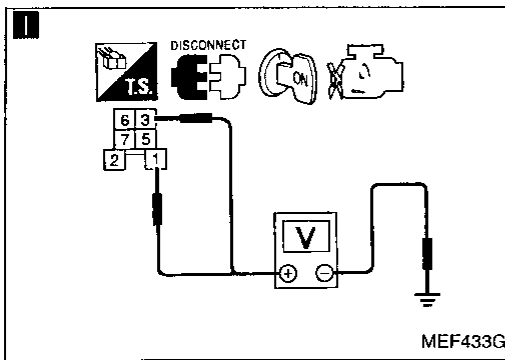 I
DISCONNECT
T.S.
ON
6 3
7 5
2 1
V
+ −
MEF433G